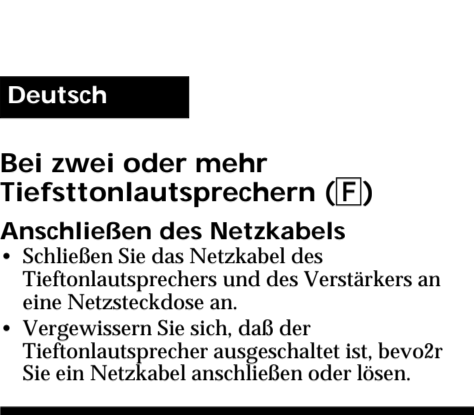 Deutsch
Bei zwei oder mehr
Tiefsttonlautsprechern (F)
Anschließen des Netzkabels
• Schließen Sie das Netzkabel des
Tieftonlautsprechers und des Verstärkers an
eine Netzsteckdose an.
• Vergewissern Sie sich, daß der
Tieftonlautsprecher ausgeschaltet ist, bevo2r
Sie ein Netzkabel anschließen oder lösen.